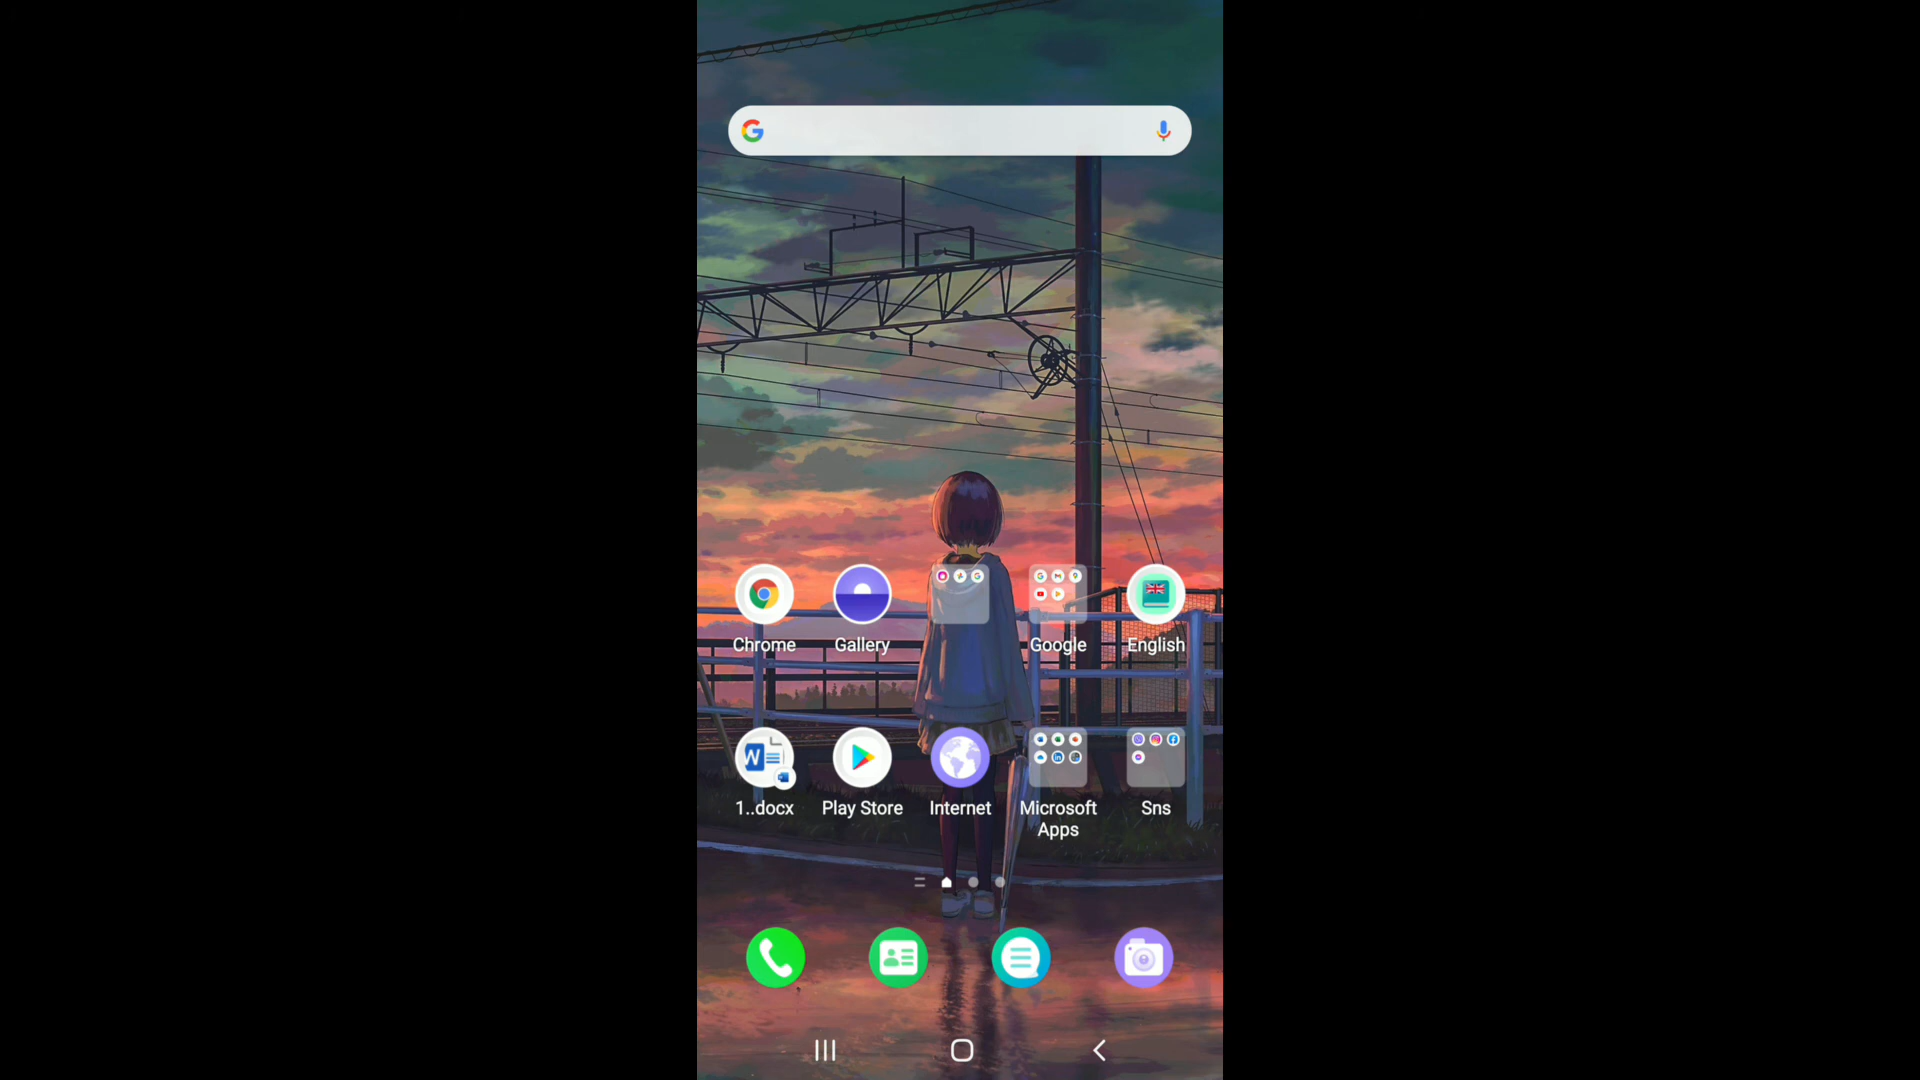 Chrome
Gallery
Google
English
1..docx
Play Store
Internet
Microsoft
Apps
Sns